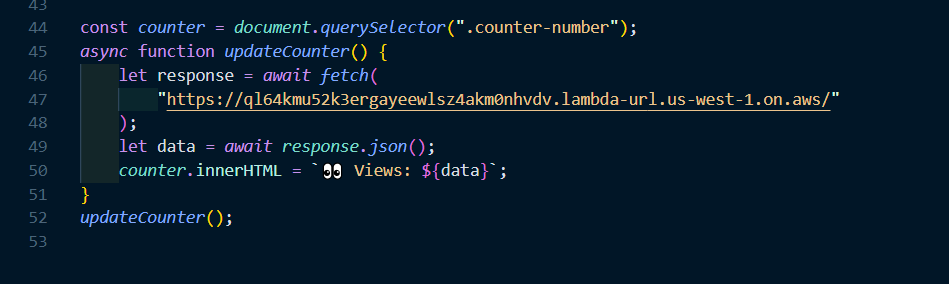 43
44 const counter = document.querySelector(".counter-number");
45 async function updateCounter() {
46 let response = await fetch(
47 "https://ql64kmu52k3ergayeewlsz4akm0nhvdv.lambda-url.us-west-1.on.aws/"
48 );
49 let data = await response.json();
50 counter.innerHTML = `👀 Views: ${data}`;
51 }
52 updateCounter();
53